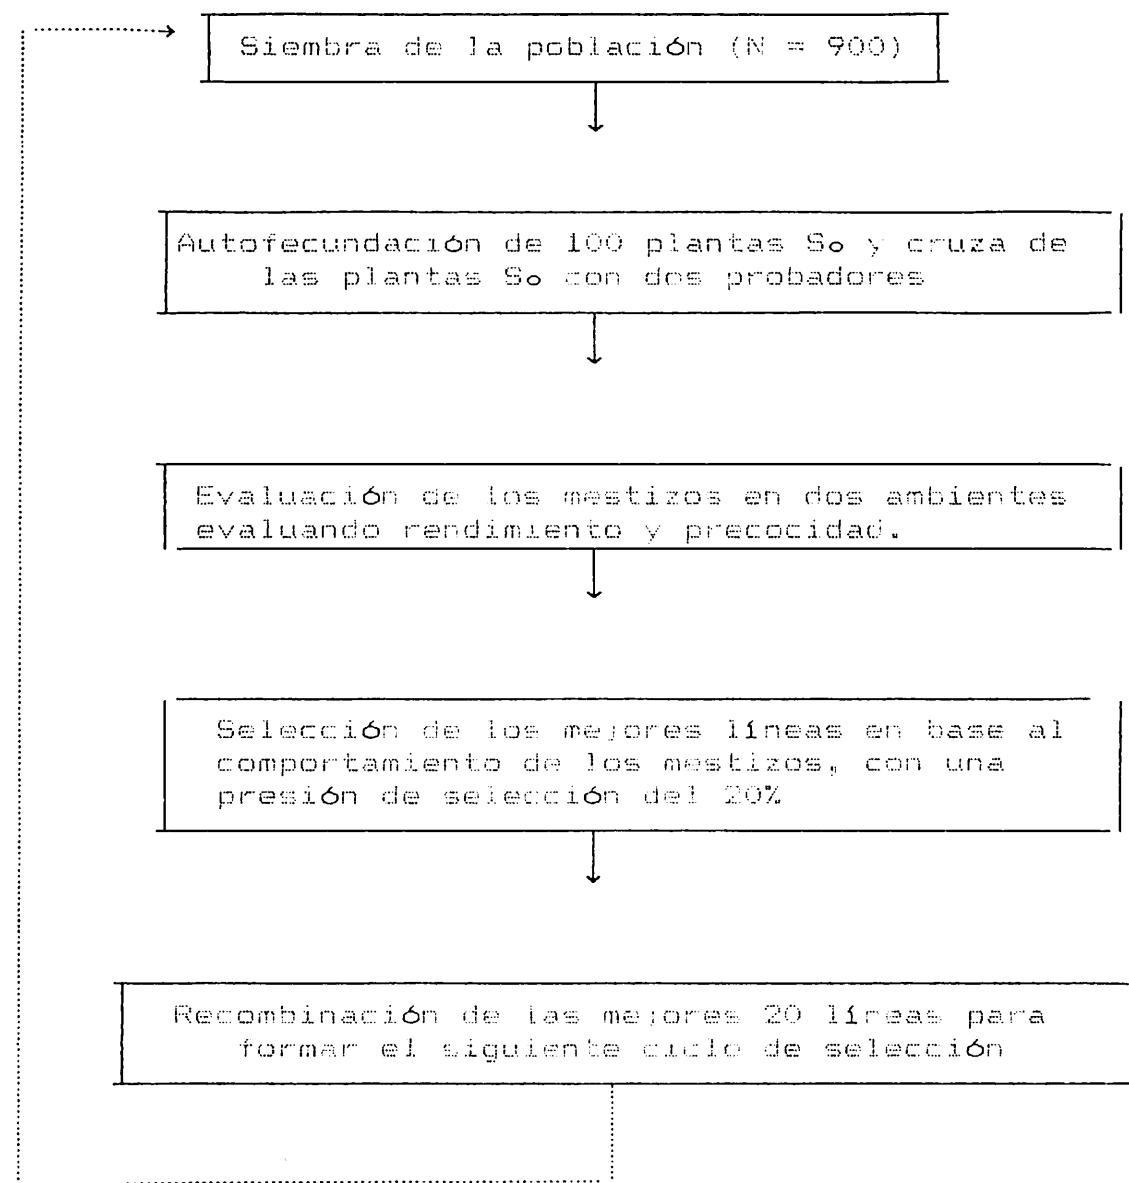 Siembra de la población (N = 900)
Autofecundación de 100 plantas So y cruza de
las plantas So con dos probadores
Evaluación de los mestizos en dos ambientes
evaluando rendimiento y precocidad.
Selección de los mejores líneas en base al
comportamiento de los mestizos, con una
presión de selección del 20%
Recombinación de las mejores 20 líneas para
formar el siguiente ciclo de selección